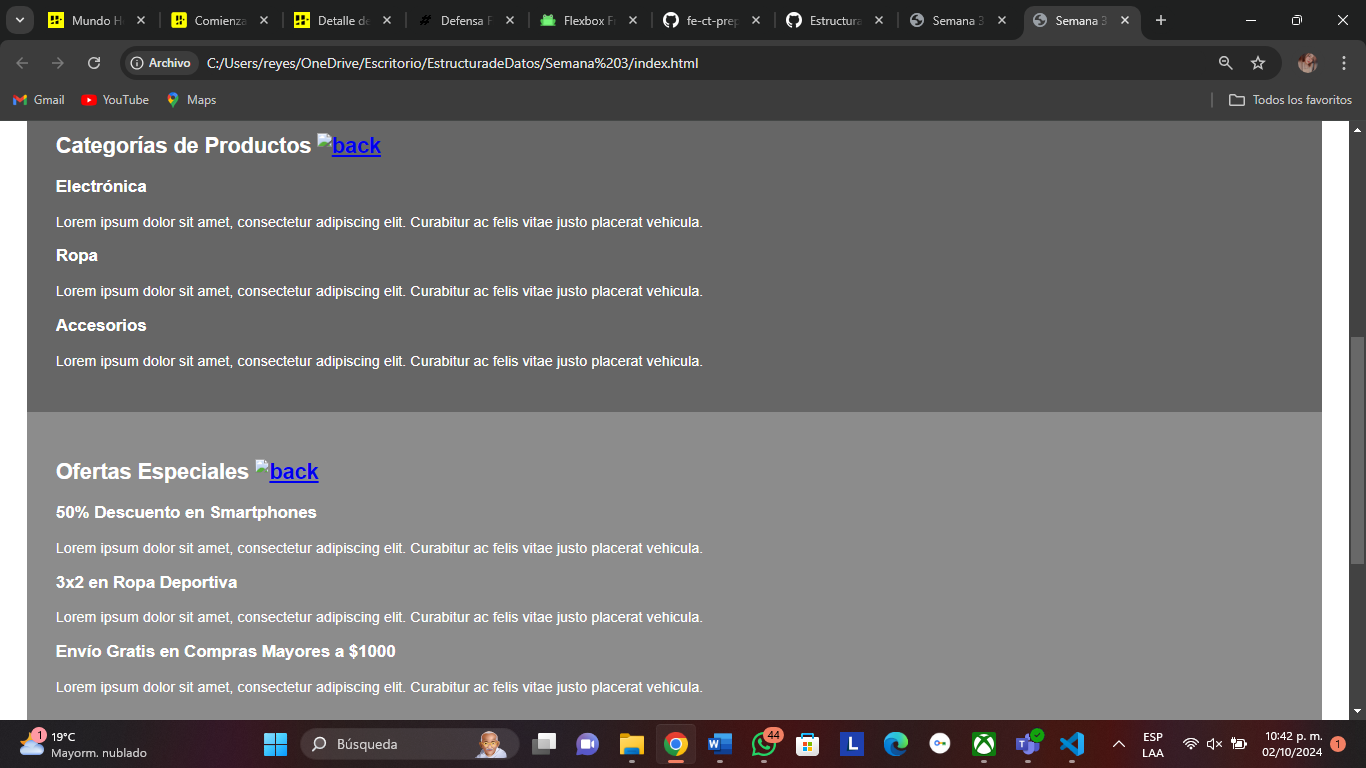 Mundo H
Comienza
Detalle de
Defensa F
Flexbox Fr
fe-ct-prep
Estructura
Semana 3
Semana 3
Archivo
C:/Users/reyes/OneDrive/Escritorio/EstructuradeDatos/Semana%203/index.html
Gmail
YouTube
Maps
Todos los favoritos
Categorías de Productos back
Electrónica
Lorem ipsum dolor sit amet, consectetur adipiscing elit. Curabitur ac felis vitae justo placerat vehicula.
Ropa
Lorem ipsum dolor sit amet, consectetur adipiscing elit. Curabitur ac felis vitae justo placerat vehicula.
Accesorios
Lorem ipsum dolor sit amet, consectetur adipiscing elit. Curabitur ac felis vitae justo placerat vehicula.
Ofertas Especiales back
50% Descuento en Smartphones
Lorem ipsum dolor sit amet, consectetur adipiscing elit. Curabitur ac felis vitae justo placerat vehicula.
3x2 en Ropa Deportiva
Lorem ipsum dolor sit amet, consectetur adipiscing elit. Curabitur ac felis vitae justo placerat vehicula.
Envío Gratis en Compras Mayores a $1000
Lorem ipsum dolor sit amet, consectetur adipiscing elit. Curabitur ac felis vitae justo placerat vehicula.
1
19°C
Mayorm. nublado
Búsqueda
44
L
ESP
LAA
10:42 p. m.
02/10/2024
1